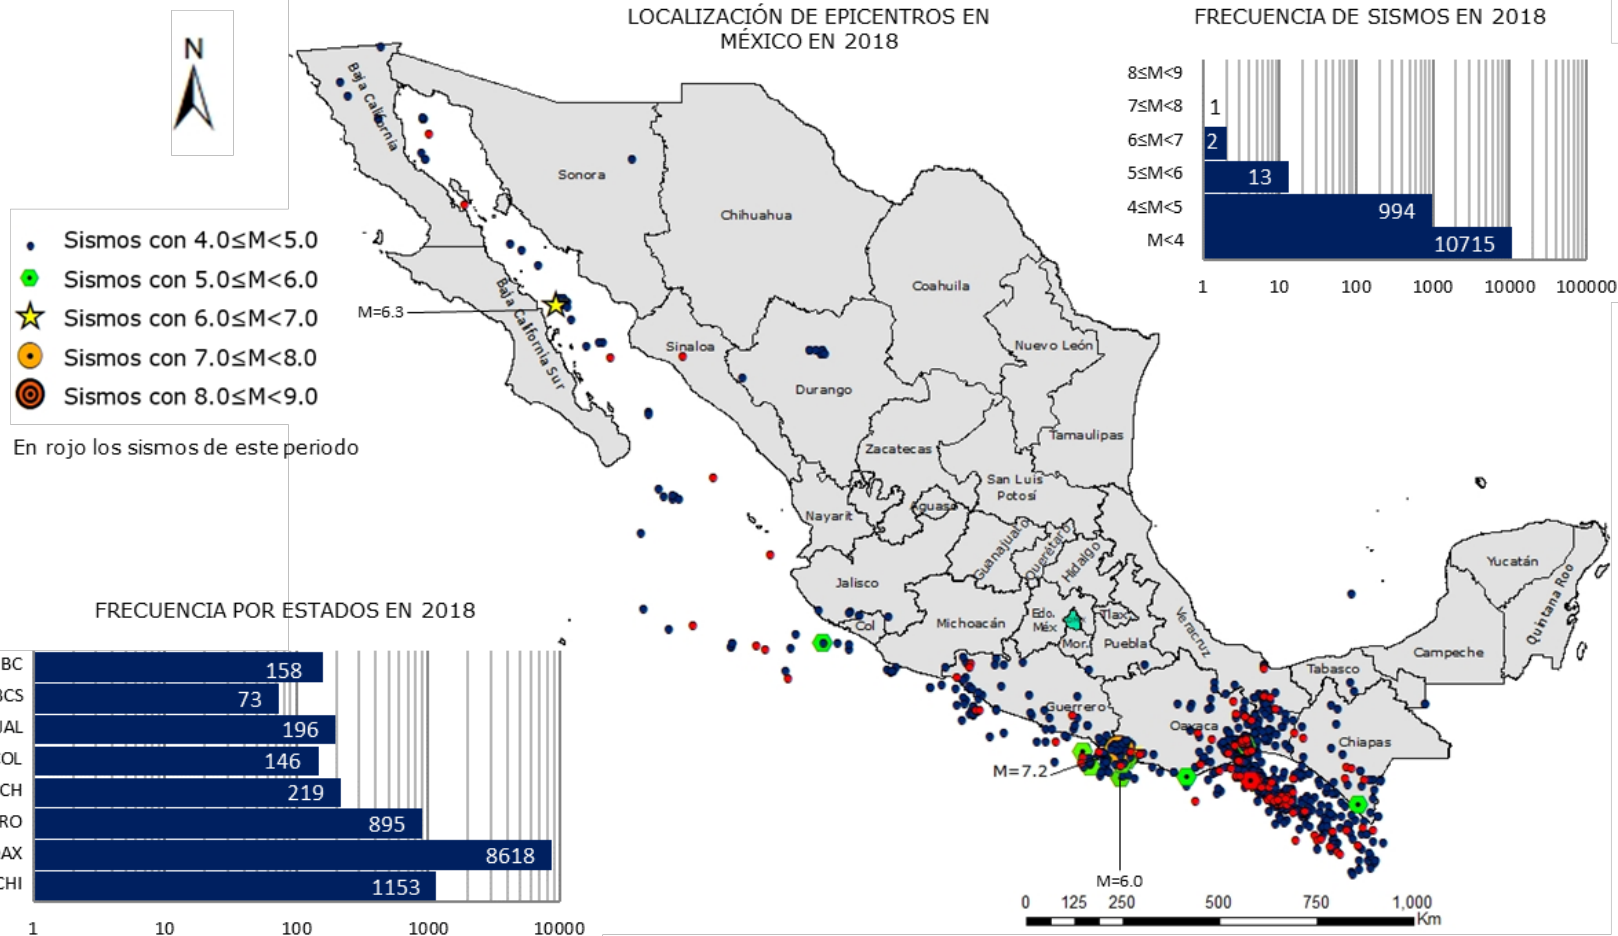 LOCALIZACIÓN DE EPICENTROS EN
MÉXICO EN 2018
FRECUENCIA DE SISMOS EN 2018
N
8≤M<9
7≤M<8
1
6≤M<7
2
5≤M<6
13
4≤M<5
994
M<4
10715
1 10 100 1000 10000 100000
Sismos con 4.0≤M<5.0
Sismos con 5.0≤M<6.0
Sismos con 6.0≤M<7.0
Sismos con 7.0≤M<8.0
Sismos con 8.0≤M<9.0
En rojo los sismos de este periodo
Baja California
Sonora
Chihuahua
Coahuila
Baja California Sur
M=6.3
Sinaloa
Nuevo León
Durango
Tamaulipas
Zacatecas
San Luis
Potosí
Aguasc
Nayarit
Guanajuato
Querétaro
Hidalgo
Jalisco
Yucatán
Quintana Roo
Col
Michoacán
Edo.
Méx
Tlax
Mor.
Puebla
Veracruz
Campeche
Tabasco
Guerrero
Oaxaca
Chiapas
M=7.2
M=6.0
FRECUENCIA POR ESTADOS EN 2018
BC
158
BCS
73
JAL
196
COL
146
CH
219
RO
895
AX
8618
CHI
1153
1 10 100 1000 10000
0 125 250 500 750 1,000
Km